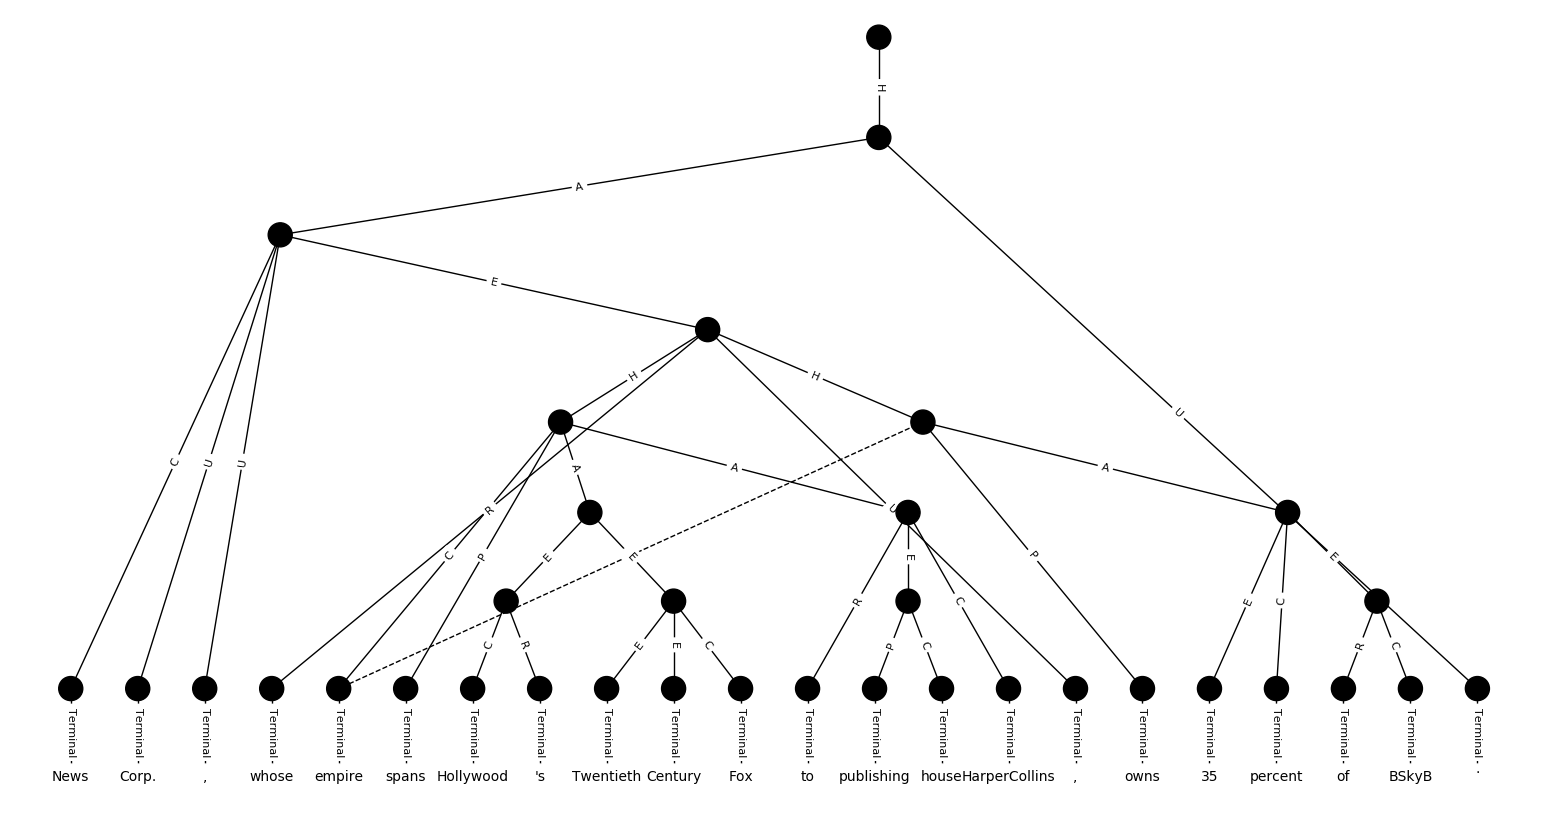 H
A
E
U
H
H
C
U
U
A
A
A
R
U
C
P
E
E
P
E
R
E
C
E
C
C
R
E
E
C
P
C
R
C
Terminal Terminal Terminal Terminal Terminal Terminal Terminal Terminal Terminal Terminal Terminal Terminal Terminal Terminal Terminal Terminal Terminal Terminal Terminal Terminal Terminal Terminal
News Corp. , whose empire spans Hollywood 's Twentieth Century Fox to publishing house HarperCollins , owns 35 percent of BSkyB .